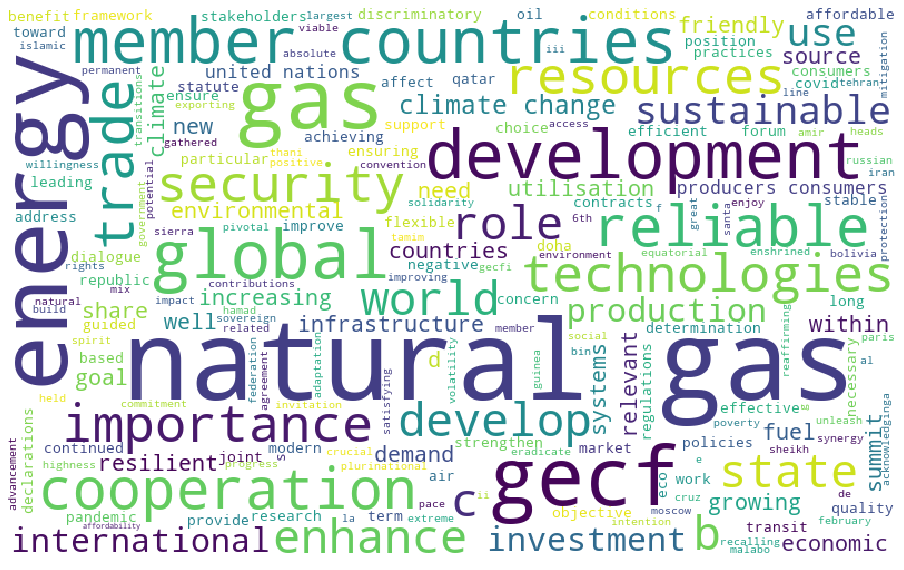 benefit framework stakeholders largest discriminatory oil conditions friendly affordable
toward viable position use
islamic member countries absolute iii practices source
permanent united nations affect qatar resources consumers
energy trade transitions climate statute ensure gas covid tehran mitigation
exporting climate change sustainable line
new achieving support choice access efficient forum amir heads
gathered thani positive ensuring convention development russian
willingness particular security need solidarity utilisation producers consumers iran
leading potential environmental flexible contracts f great santa enjoy stable
address government pivotal improve tamim role 6th reliable protection
dialogue sierra global countries doha environment equatorial enshrined bolivia
rights republic contributions negative gecfi improving technologies
mix natural impact increasing world concern production long
share hamad sovereign infrastructure member social determination within
build guided well related d bin systems relevant regulations reaffirming paris
spirit based federation agreement adaptation natural gas volatility guinea necessary al
goal commitment invitation satisfying effective so
held importance crucial develop poverty unleash
continued modern strengthen market policies fuel synergy acknowledginga
advancement declarations resilient joint si demand eradicate sheikh summit
highness progress plurinational air gecf eco e work state
cooperation pace ii c cruz growing de quality
pandemic provide research la term extreme objective moscow february
affordability intention b recalling transit
international enhance investment malabo economic